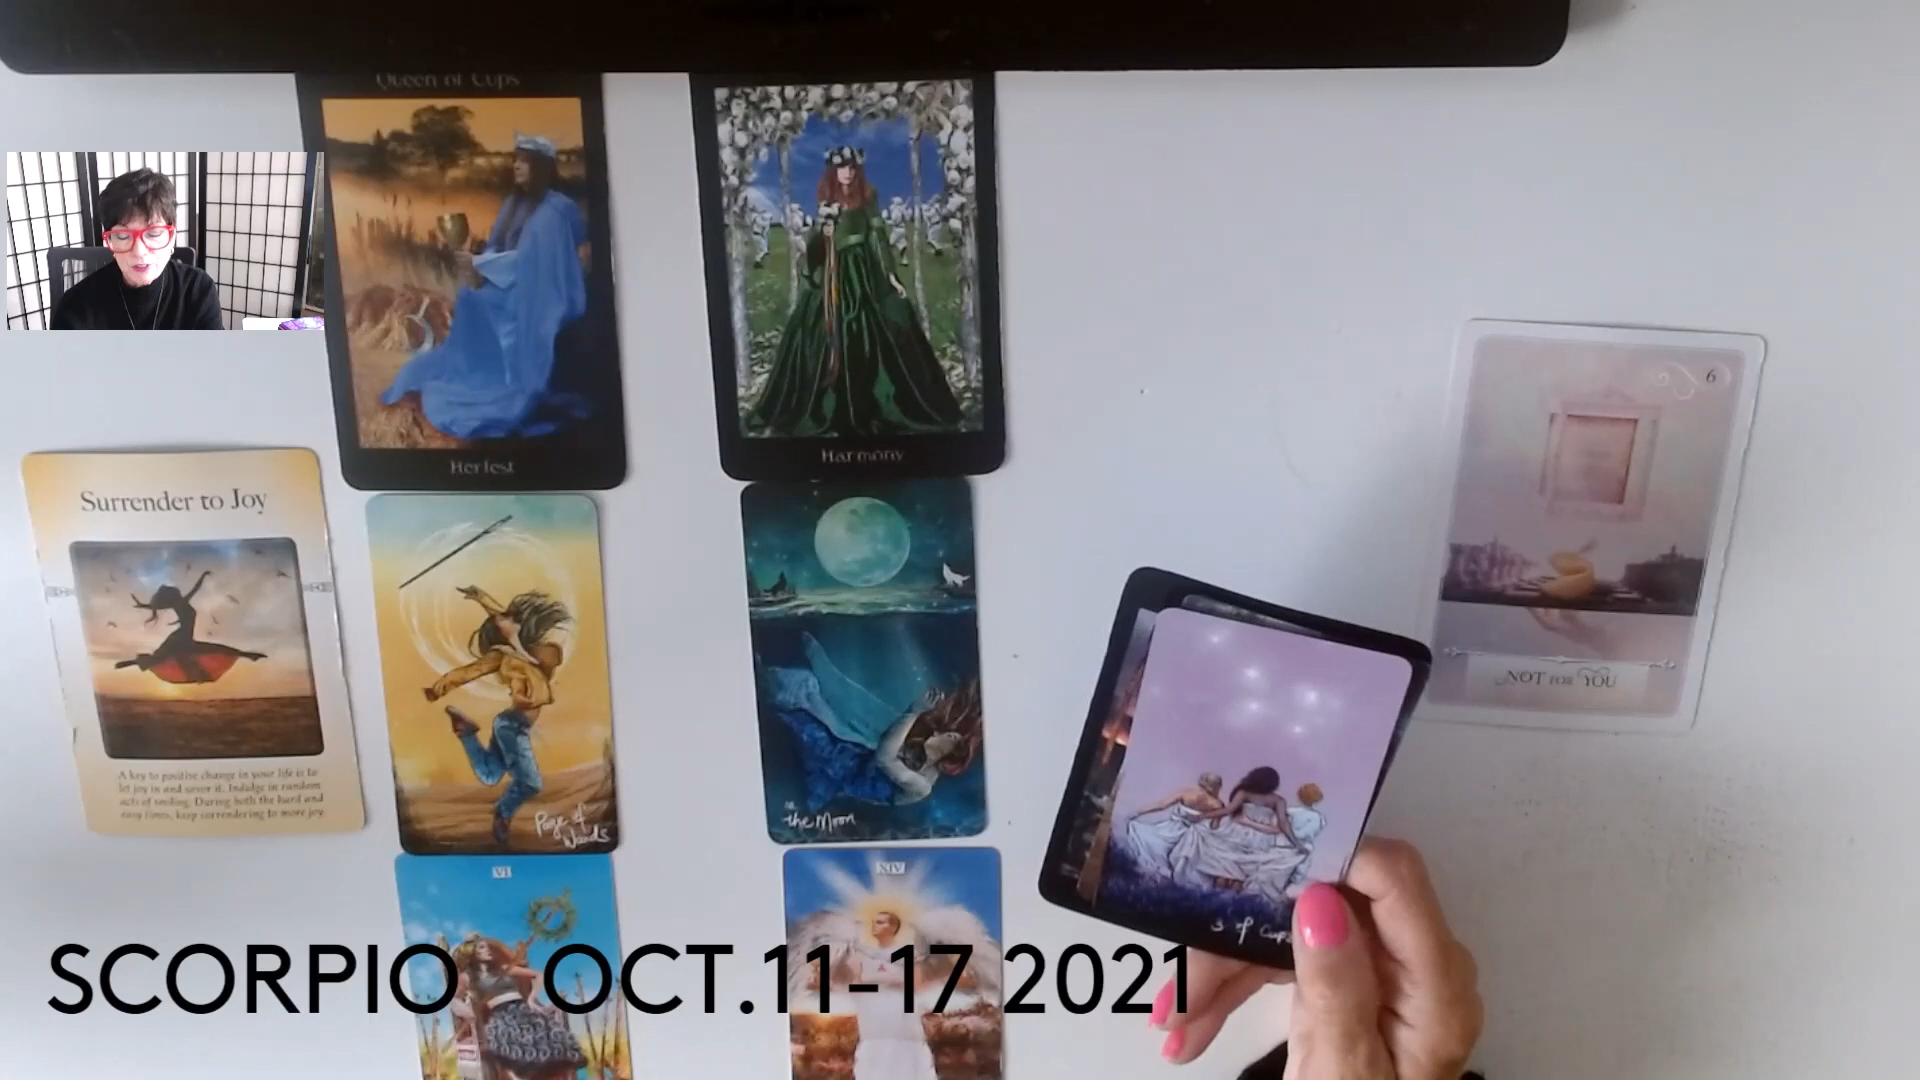 Queen of Cups
Herfest
Harmony
Surrender to Joy
A key to positive change in your life is to
let joy in and savor it. Indulge in random
acts of smiling. During both the hard and
easy times, keep surrendering to more joy.
Page of
Wands
18
the Moon
VI
XIV
6
NOT FOR YOU
3 of Cups
SCORPIO OCT.11-17 2021